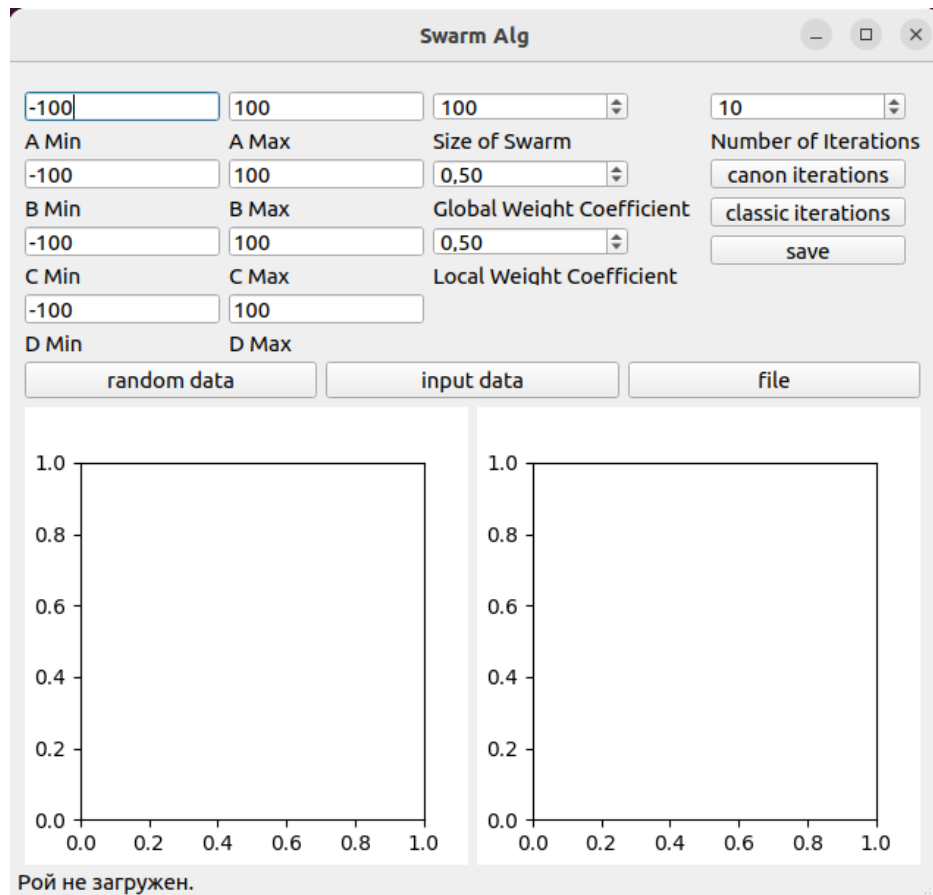 Swarm Alg
-100 100 100 10
A Min A Max Size of Swarm Number of Iterations
-100 100 0,50 canon iterations
B Min B Max Global Weight Coefficient classic iterations
-100 100 0,50 save
C Min C Max Local Weight Coefficient
-100 100
D Min D Max
random data input data file
1.0 1.0
0.8 0.8
0.6 0.6
0.4 0.4
0.2 0.2
0.0 0.0
0.0 0.2 0.4 0.6 0.8 1.0 0.0 0.2 0.4 0.6 0.8 1.0
Рой не загружен.